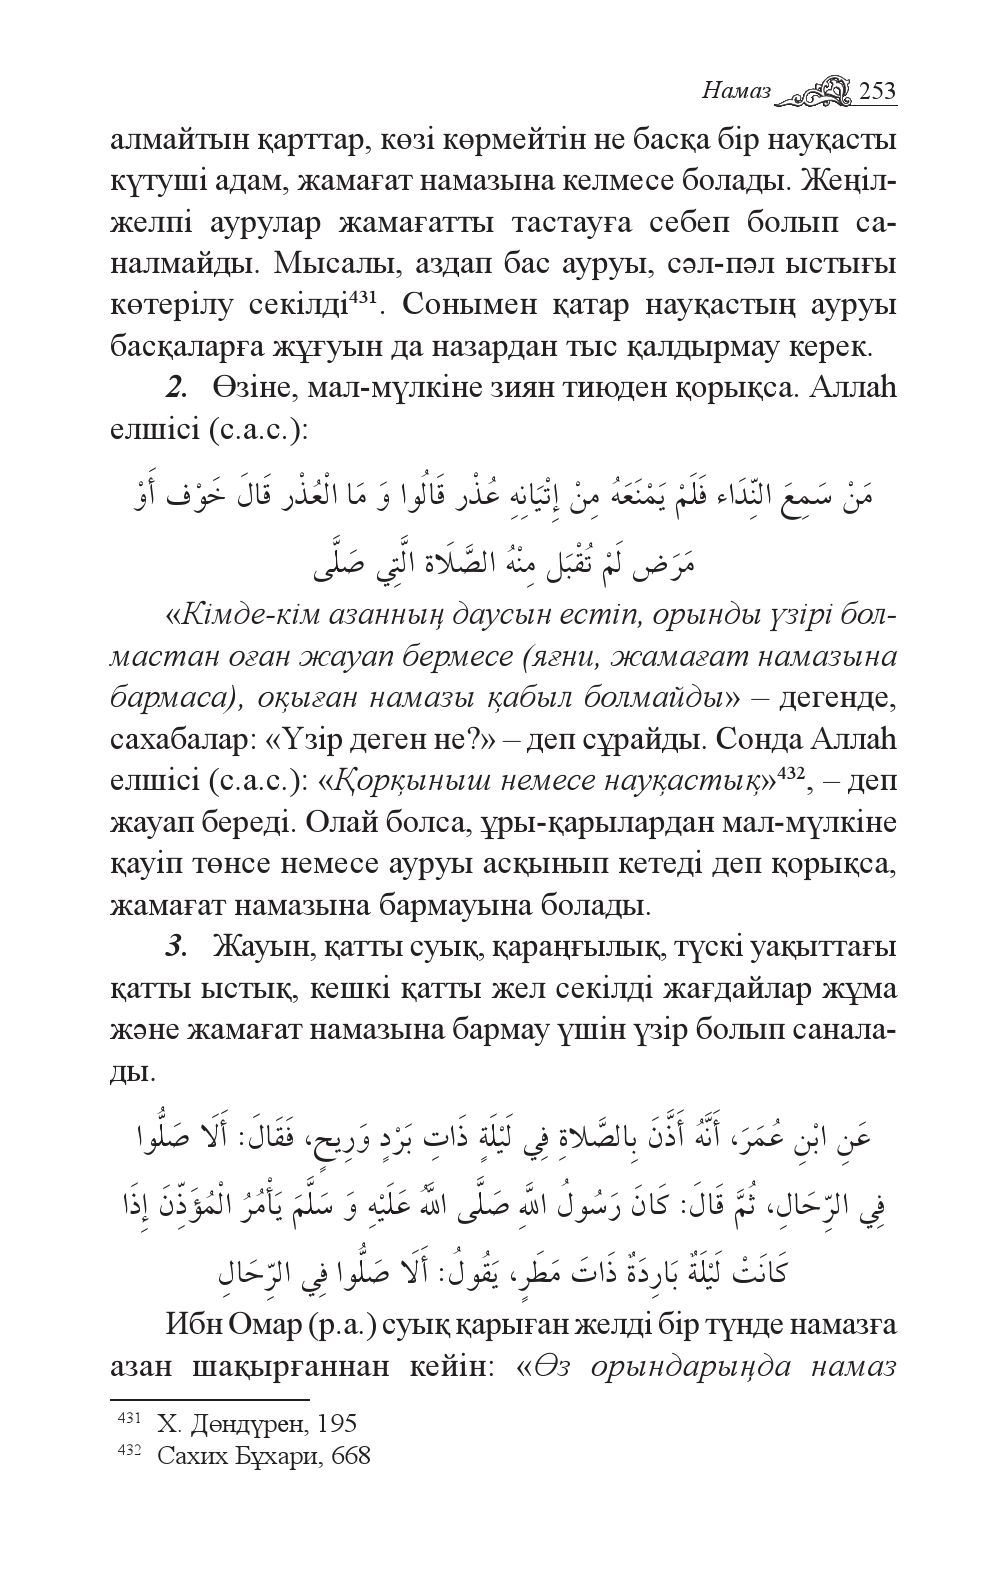 Намаз 253
алмайтын қарттар, көзі көрмейтін не басқа бір науқасты
күтуші адам, жамағат намазына келмесе болады. Жеңіл-
желпі аурулар жамағатты тастауға себеп болып са-
налмайды. Мысалы, аздап бас ауруы, сәл-пәл ыстығы
көтерілу секілді⁴³¹. Сонымен қатар науқастың ауруы
басқаларға жұғуын да назардан тыс қалдырмау керек.
2. Өзіне, мал-мүлкіне зиян тиюден қорықса. Аллаһ
елшісі (с.а.с.):
مَنْ سَمِعَ النِّدَاء فَلَمْ يَمْنَعَهُ مِنْ إِتْيَانِهِ عُذْر قَالُوا وَ مَا الْعُذْر قَالَ خَوْف أَوْ
مَرَض لَمْ تُقْبَل مِنْهُ الصَّلَاة الَّتِي صَلَّى
«Кімде-кім азанның даусын естіп, орынды үзірі бол-
мастан оған жауап бермесе (яғни, жамағат намазына
бармаса), оқыған намазы қабыл болмайды» – дегенде,
сахабалар: «Үзір деген не?» – деп сұрайды. Сонда Аллаһ
елшісі (с.а.с.): «Қорқыныш немесе науқастық»⁴³², – деп
жауап береді. Олай болса, ұры-қарылардан мал-мүлкіне
қауіп төнсе немесе ауруы асқынып кетеді деп қорықса,
жамағат намазына бармауына болады.
3. Жауын, қатты суық, қараңғылық, түскі уақыттағы
қатты ыстық, кешкі қатты жел секілді жағдайлар жұма
және жамағат намазына бармау үшін үзір болып санала-
ды.
عَنِ ابْنِ عُمَرَ، أَنَّهُ أَذَّنَ بِالصَّلاةِ فِي لَيْلَةٍ ذَاتِ بَرْدٍ وَرِيحٍ، فَقَالَ: أَلَا صَلُّوا
فِي الرِّحَالِ، ثُمَّ قَالَ: كَانَ رَسُولُ اللَّهِ صَلَّى اللَّهُ عَلَيْهِ وَ سَلَّمَ يَأْمُرُ الْمُؤَذِّنَ إِذَا
كَانَتْ لَيْلَةٌ بَارِدَةٌ ذَاتَ مَطَرٍ، يَقُولُ: أَلَا صَلُّوا فِي الرِّحَالِ
Ибн Омар (р.а.) суық қарыған желді бір түнде намазға
азан шақырғаннан кейін: «Өз орындарыңда намаз
431 Х. Дөндүрен, 195
432 Сахих Бұхари, 668